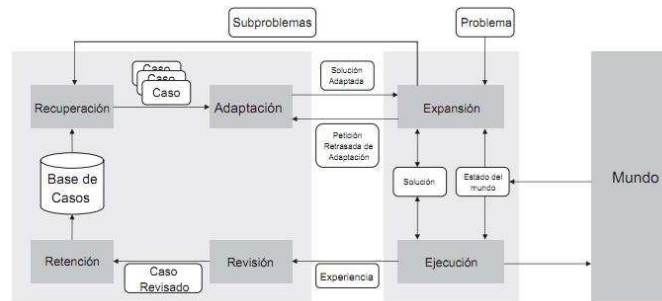 Subproblemas
Problema
Caso
Caso
Caso
Solución
Adaptada
Recuperación
Adaptación
Expansión
Petición
Retrasada de
Adaptación
Base de
Casos
Solución
Estado del
mundo
Mundo
Retención
Caso
Revisado
Revisión
Experiencia
Ejecución